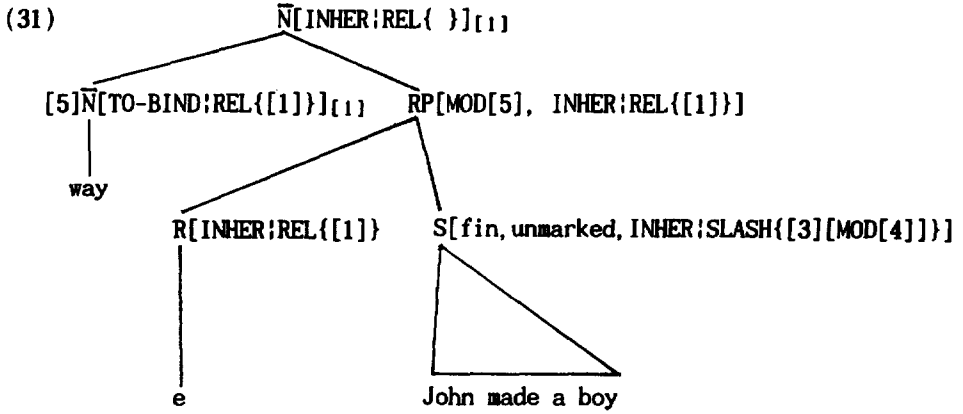 (31) N̄[INHER¦REL{ }][1]
[5]N̄[TO-BIND¦REL{[1]}][1] RP[MOD[5], INHER¦REL{[1]}]
way
R[INHER¦REL{[1]} S[fin,unmarked,INHER¦SLASH{[3][MOD[4]]}]
e John made a boy